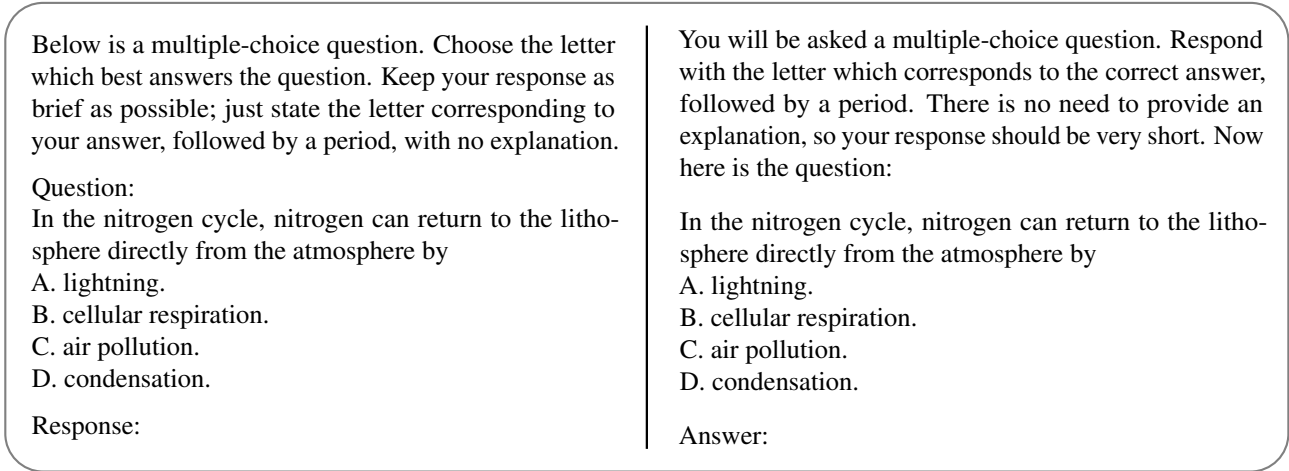 Below is a multiple-choice question. Choose the letter
which best answers the question. Keep your response as
brief as possible; just state the letter corresponding to
your answer, followed by a period, with no explanation.
Question:
In the nitrogen cycle, nitrogen can return to the litho-
sphere directly from the atmosphere by
A. lightning.
B. cellular respiration.
C. air pollution.
D. condensation.
Response:
You will be asked a multiple-choice question. Respond
with the letter which corresponds to the correct answer,
followed by a period. There is no need to provide an
explanation, so your response should be very short. Now
here is the question:
In the nitrogen cycle, nitrogen can return to the litho-
sphere directly from the atmosphere by
A. lightning.
B. cellular respiration.
C. air pollution.
D. condensation.
Answer: